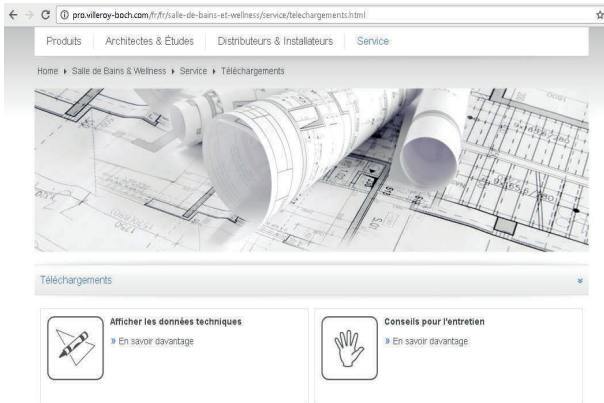 pro.villeroy-boch.com/fr/fr/salle-de-bains-et-wellness/service/telechargements.html
Produits Architectes & Études Distributeurs & Installateurs Service
Home ▸ Salle de Bains & Wellness ▸ Service ▸ Téléchargements
Téléchargements
Afficher les données techniques
» En savoir davantage
Conseils pour l'entretien
» En savoir davantage